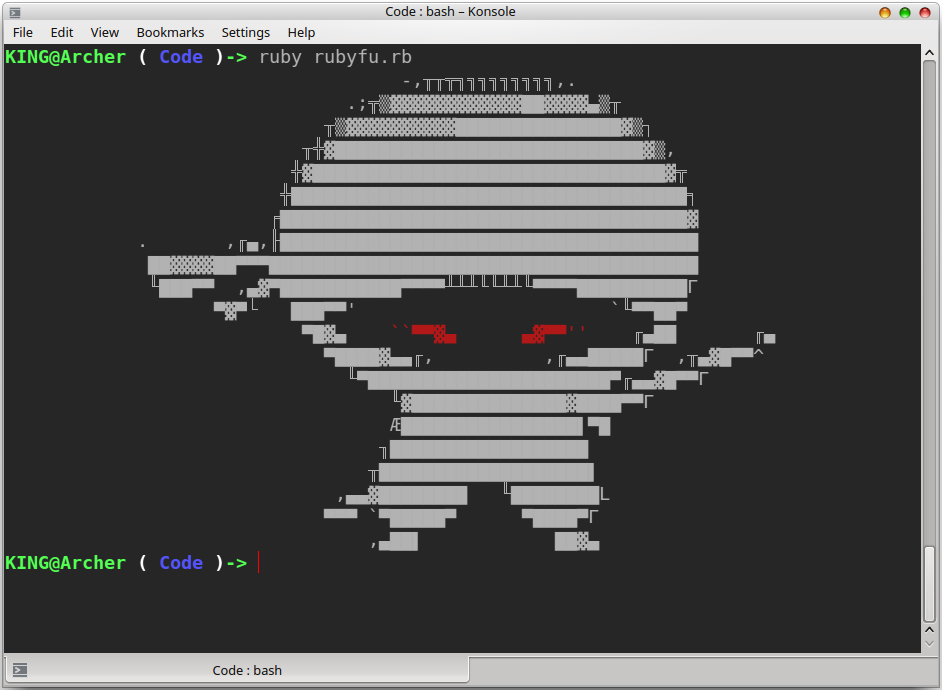 Code : bash – Konsole
File Edit View Bookmarks Settings Help
KING@Archer ( Code )-> ruby rubyfu.rb
KING@Archer ( Code )->
Code : bash